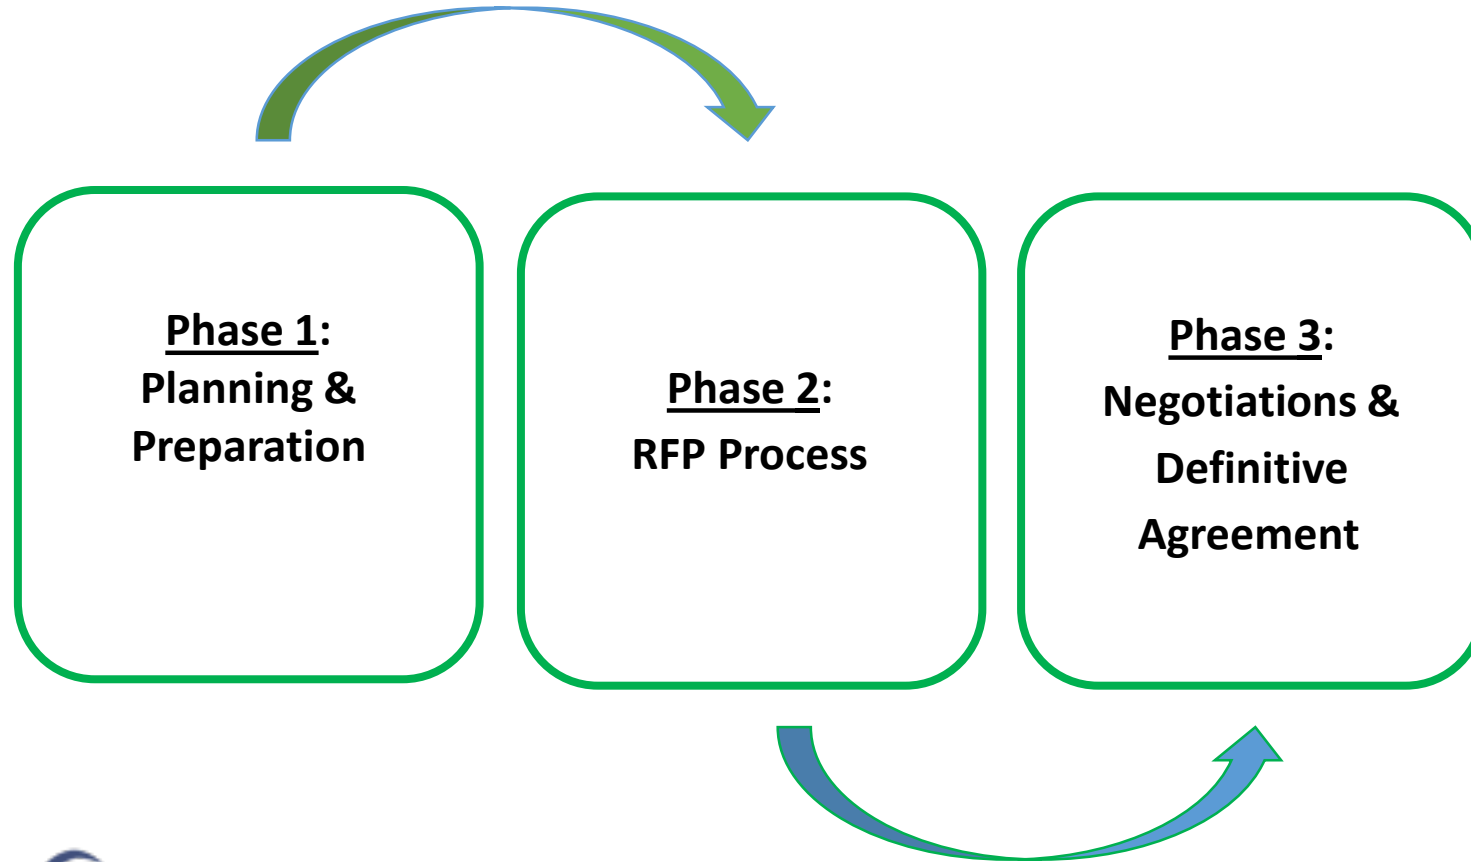 Phase 1:
Planning &
Preparation
Phase 2:
RFP Process
Phase 3:
Negotiations &
Definitive
Agreement